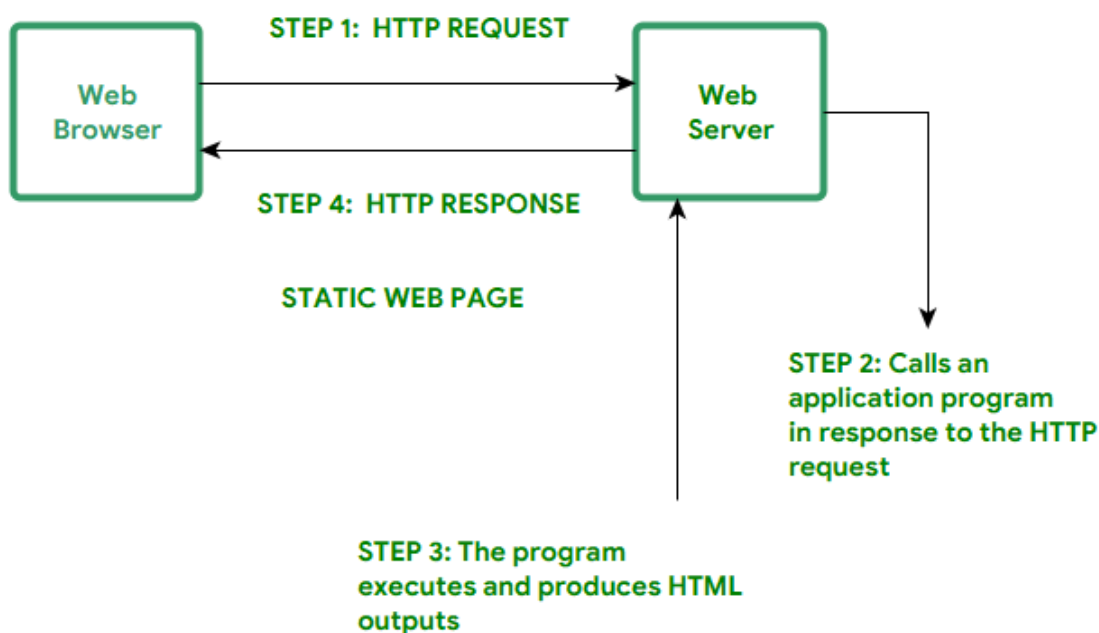 STEP 1: HTTP REQUEST
Web
Browser
Web
Server
STEP 4: HTTP RESPONSE
STATIC WEB PAGE
STEP 2: Calls an
application program
in response to the HTTP
request
STEP 3: The program
executes and produces HTML
outputs